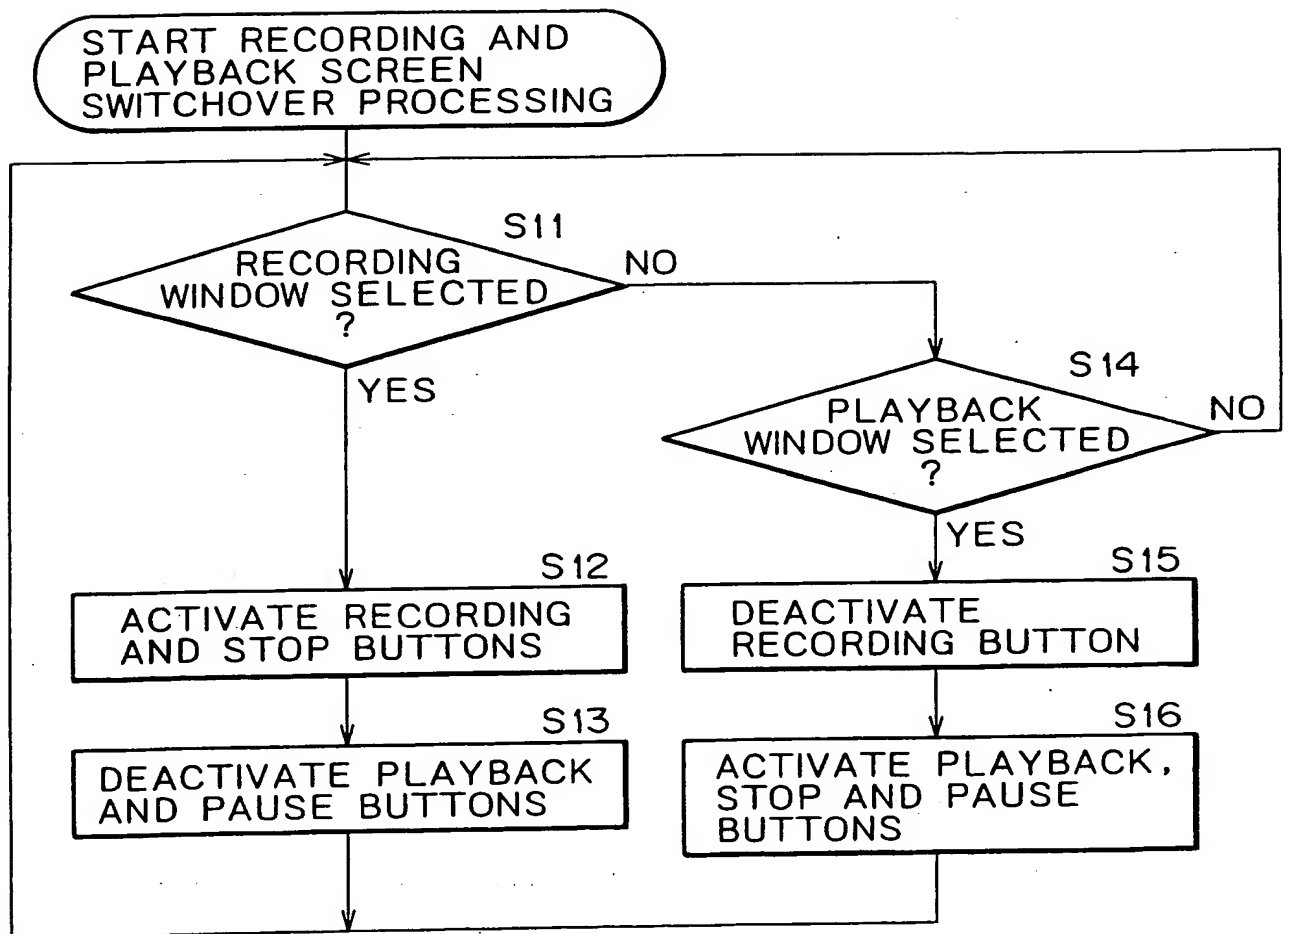 START RECORDING AND
PLAYBACK SCREEN
SWITCHOVER PROCESSING
S11
RECORDING
WINDOW SELECTED
?
NO
YES
S14
PLAYBACK
WINDOW SELECTED
?
NO
YES
S12
ACTIVATE RECORDING
AND STOP BUTTONS
S15
DEACTIVATE
RECORDING BUTTON
S13
DEACTIVATE PLAYBACK
AND PAUSE BUTTONS
S16
ACTIVATE PLAYBACK,
STOP AND PAUSE
BUTTONS